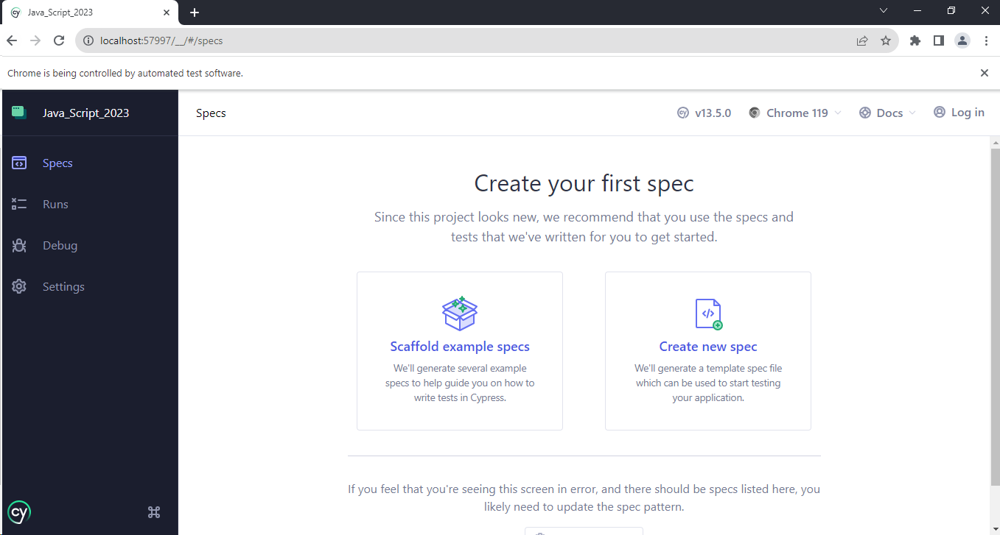 Java_Script_2023
localhost:57997/__/#/specs
Chrome is being controlled by automated test software.
Java_Script_2023
Specs
v13.5.0
Chrome 119
Docs
Log in
Specs
Runs
Debug
Settings
cy
Create your first spec
Since this project looks new, we recommend that you use the specs and
tests that we've written for you to get started.
Scaffold example specs
We'll generate several example
specs to help guide you on how to
write tests in Cypress.
Create new spec
We'll generate a template spec file
which can be used to start testing
your application.
If you feel that you're seeing this screen in error, and there should be specs listed here, you
likely need to update the spec pattern.